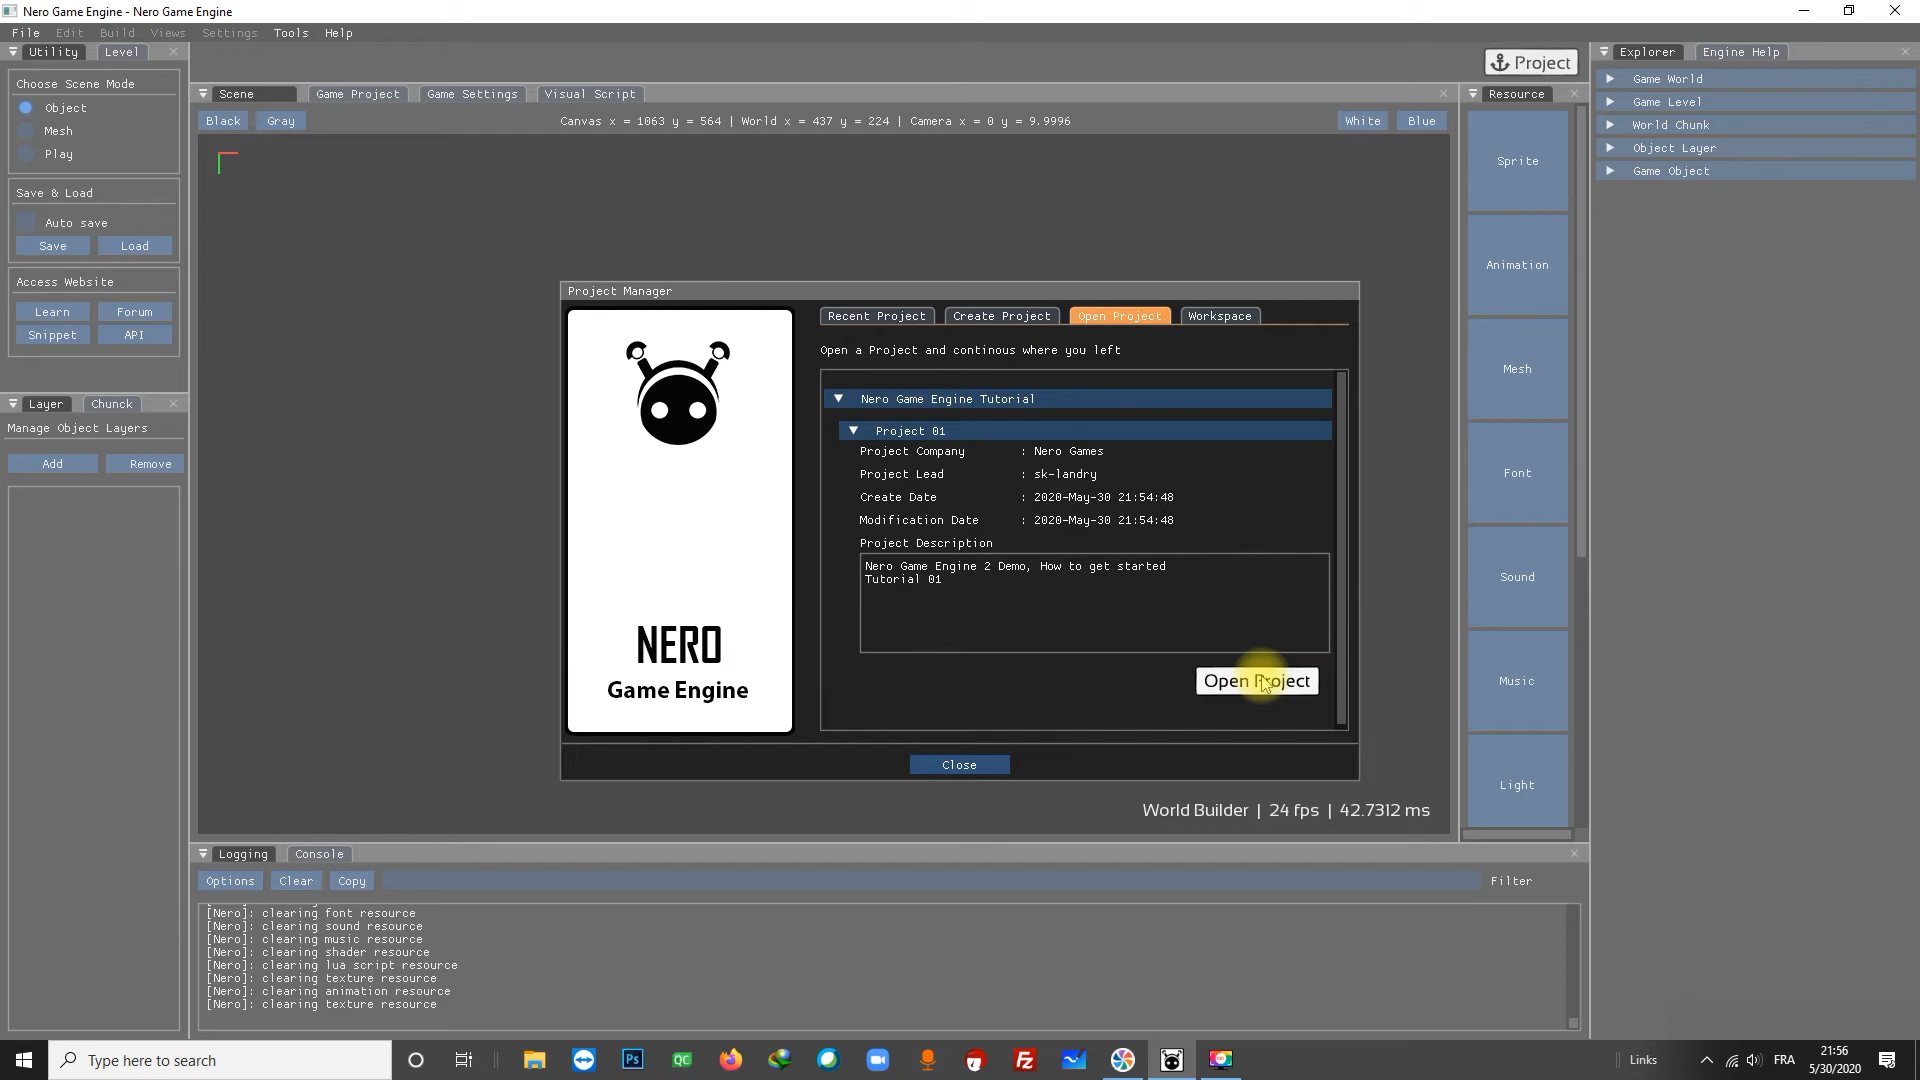 Nero Game Engine - Nero Game Engine
File Edit Build Views Settings Tools Help
Utility Level
Choose Scene Mode
Object
Mesh
Play
Save & Load
Auto save
Save Load
Access Website
Learn Forum
Snippet API
Layer Chunck
Manage Object Layers
Add Remove
Project
Scene Game Project Game Settings Visual Script
Black Gray Canvas x = 1063 y = 564 | World x = 437 y = 224 | Camera x = 0 y = 9.9996 White Blue
Project Manager
NERO
Game Engine
Recent Project Create Project Open Project Workspace
Open a Project and continous where you left
Nero Game Engine Tutorial
Project 01
Project Company : Nero Games
Project Lead : sk-landry
Create Date : 2020-May-30 21:54:48
Modification Date : 2020-May-30 21:54:48
Project Description
Nero Game Engine 2 Demo, How to get started
Tutorial 01
Open Project
Close
World Builder | 24 fps | 42.7312 ms
Resource
Sprite
Animation
Mesh
Font
Sound
Music
Light
Explorer Engine Help
Game World
Game Level
World Chunk
Object Layer
Game Object
Logging Console
Options Clear Copy Filter
[Nero]: clearing font resource
[Nero]: clearing sound resource
[Nero]: clearing music resource
[Nero]: clearing shader resource
[Nero]: clearing lua script resource
[Nero]: clearing texture resource
[Nero]: clearing animation resource
[Nero]: clearing texture resource
Type here to search
Ps
QC
Fz
Links
FRA
21:56
5/30/2020